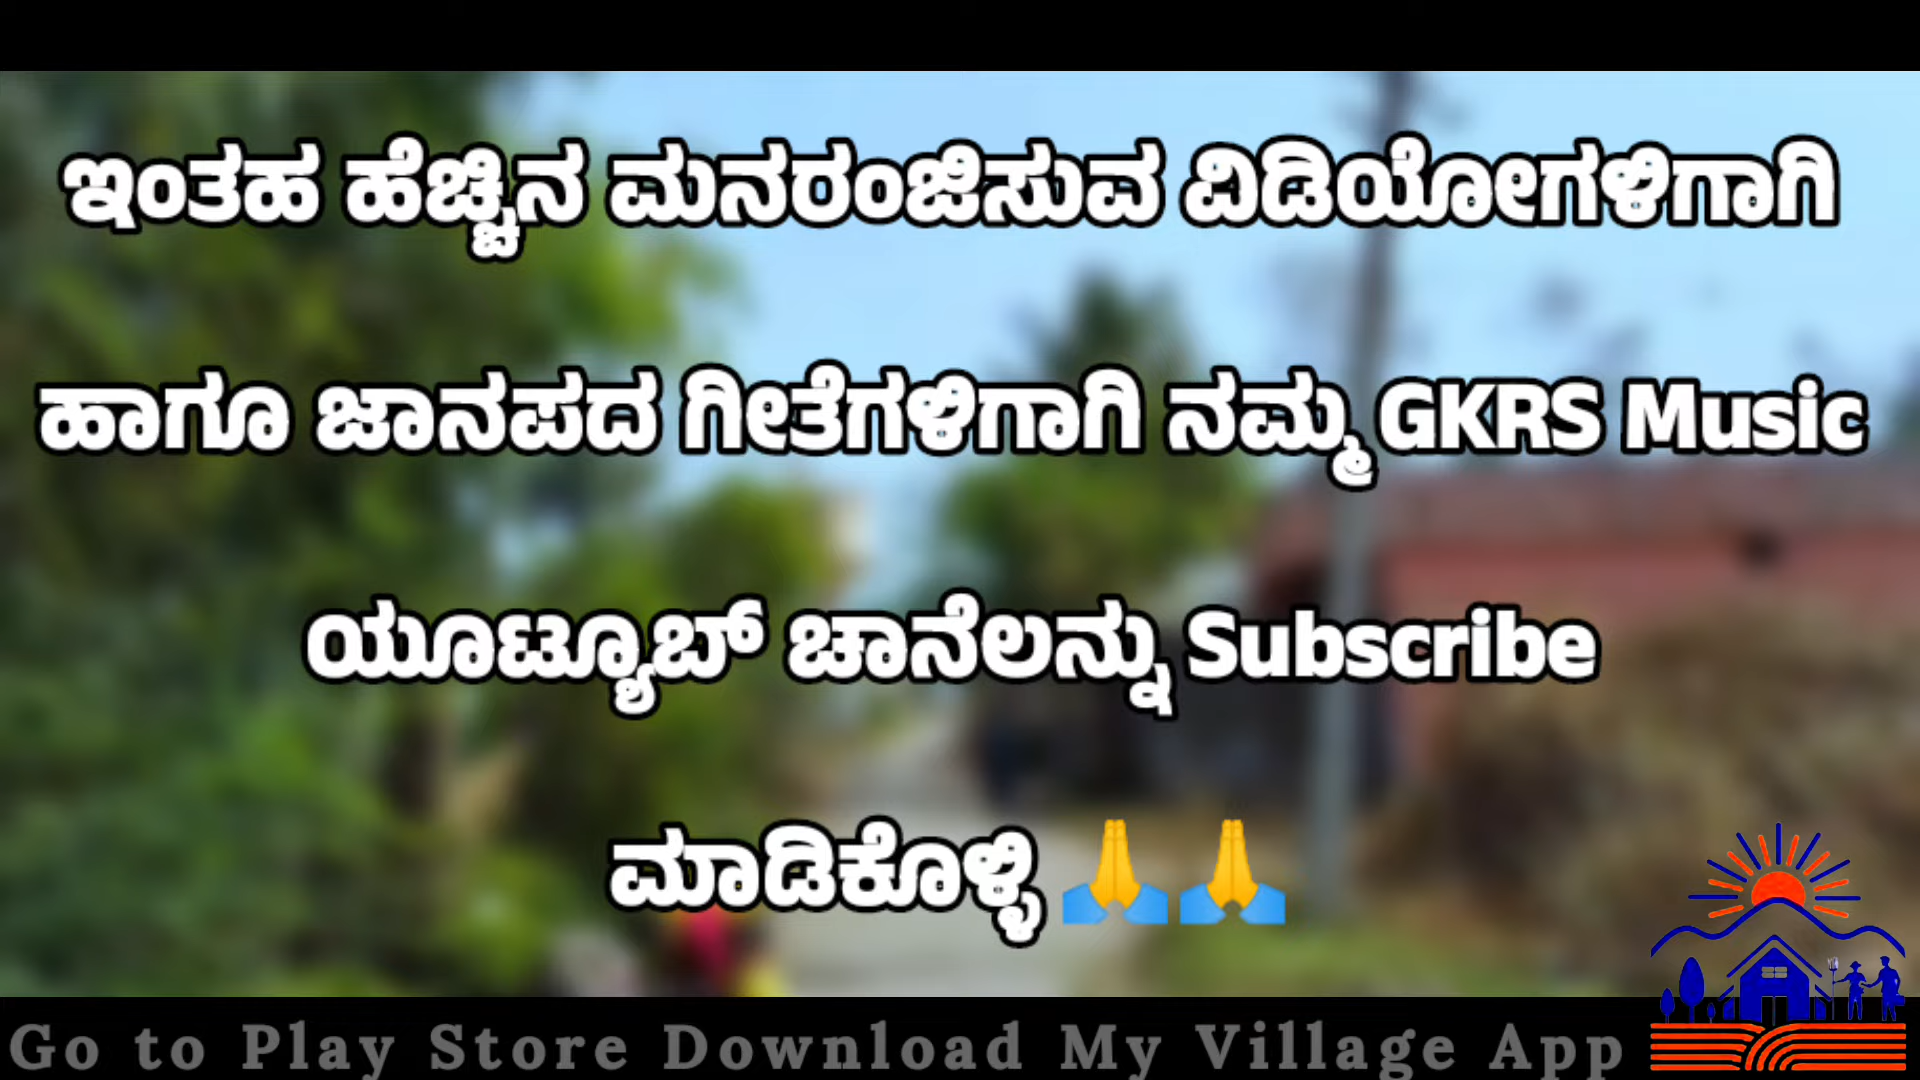 ಇಂತಹ ಹೆಚ್ಚಿನ ಮನರಂಜಿಸುವ ವಿಡಿಯೋಗಳಿಗಾಗಿ
ಹಾಗೂ ಜಾನಪದ ಗೀತೆಗಳಿಗಾಗಿ ನಮ್ಮ GKRS Music
ಯೂಟ್ಯೂಬ್ ಚಾನೆಲನ್ನು Subscribe
ಮಾಡಿಕೊಳ್ಳಿ 🙏🙏
Go to Play Store Download My Village App